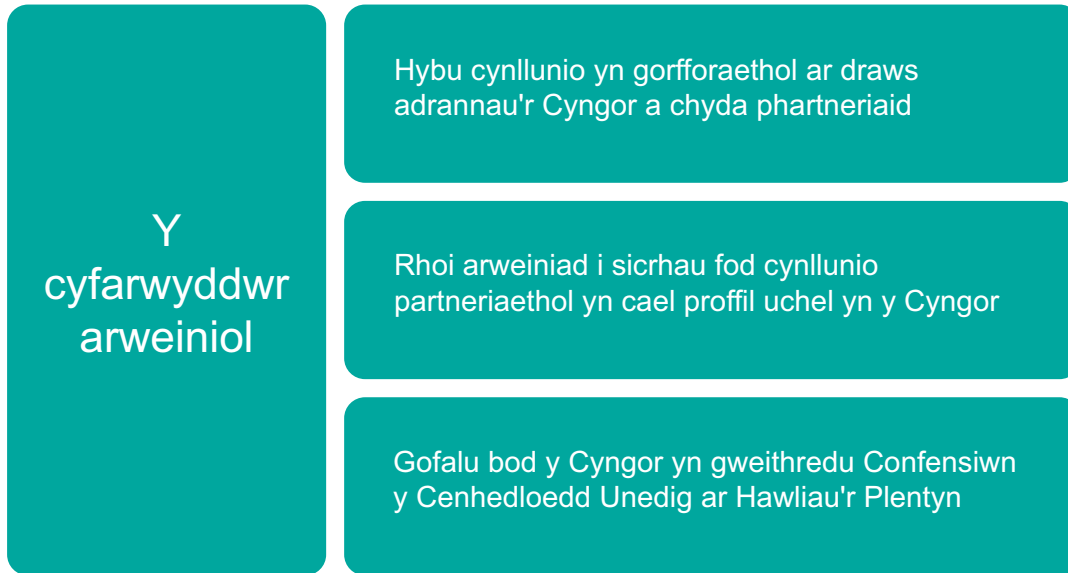 Y
cyfarwyddwr
arweiniol
Hybu cynllunio yn gorfforaethol ar draws
adrannau'r Cyngor a chyda phartneriaid
Rhoi arweiniad i sicrhau fod cynllunio
partneriaethol yn cael proffil uchel yn y Cyngor
Gofalu bod y Cyngor yn gweithredu Confensiwn
y Cenhedloedd Unedig ar Hawliau'r Plentyn